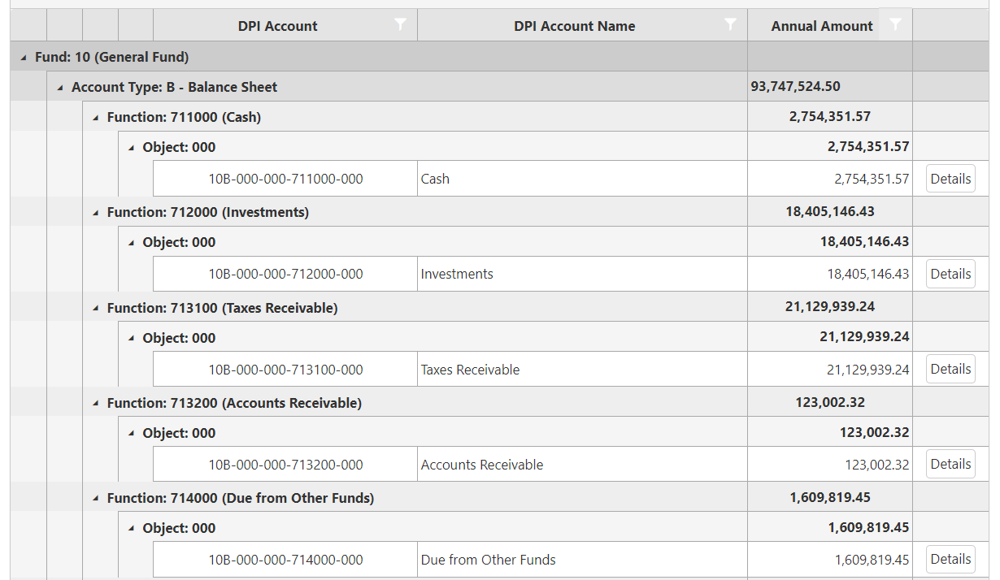 DPI Account DPI Account Name Annual Amount
Fund: 10 (General Fund)
Account Type: B - Balance Sheet 93,747,524.50
Function: 711000 (Cash) 2,754,351.57
Object: 000 2,754,351.57
10B-000-000-711000-000 Cash 2,754,351.57 Details
Function: 712000 (Investments) 18,405,146.43
Object: 000 18,405,146.43
10B-000-000-712000-000 Investments 18,405,146.43 Details
Function: 713100 (Taxes Receivable) 21,129,939.24
Object: 000 21,129,939.24
10B-000-000-713100-000 Taxes Receivable 21,129,939.24 Details
Function: 713200 (Accounts Receivable) 123,002.32
Object: 000 123,002.32
10B-000-000-713200-000 Accounts Receivable 123,002.32 Details
Function: 714000 (Due from Other Funds) 1,609,819.45
Object: 000 1,609,819.45
10B-000-000-714000-000 Due from Other Funds 1,609,819.45 Details